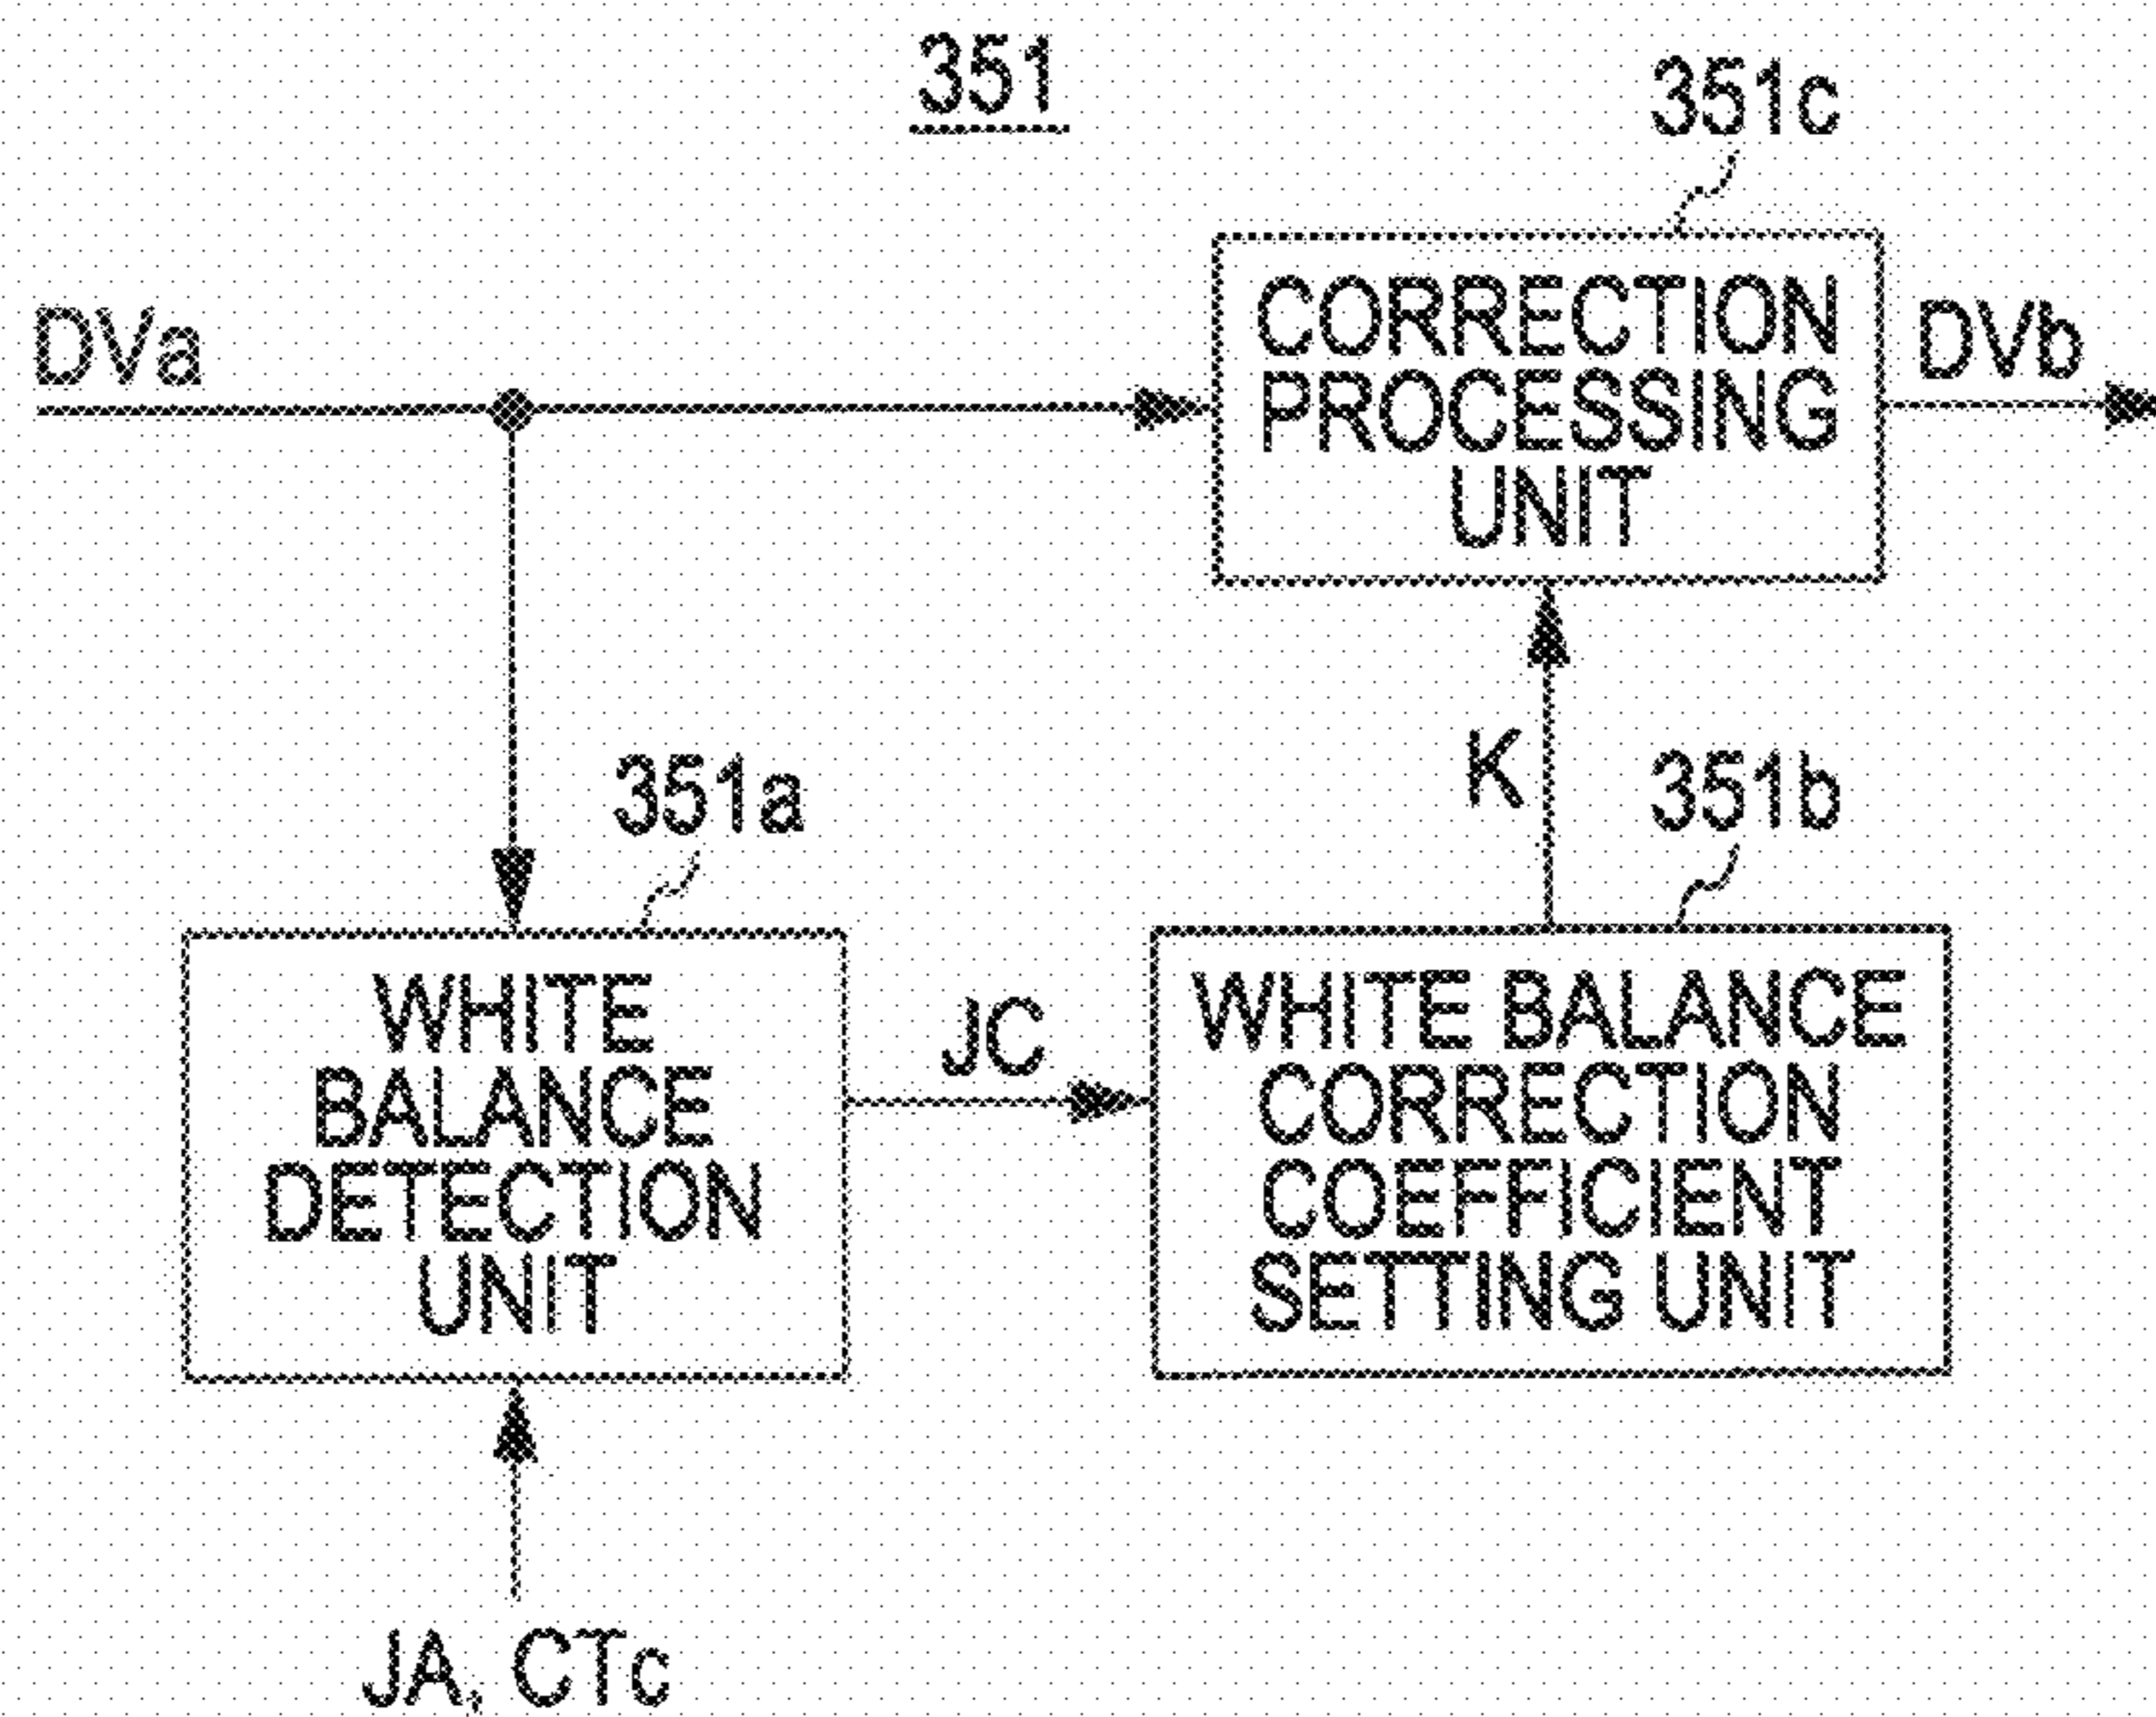 351
351c
DVa
CORRECTION
PROCESSING
UNIT
DVb
K
351a
351b
WHITE
BALANCE
DETECTION
UNIT
JC
WHITE BALANCE
CORRECTION
COEFFICIENT
SETTING UNIT
JA, CTc